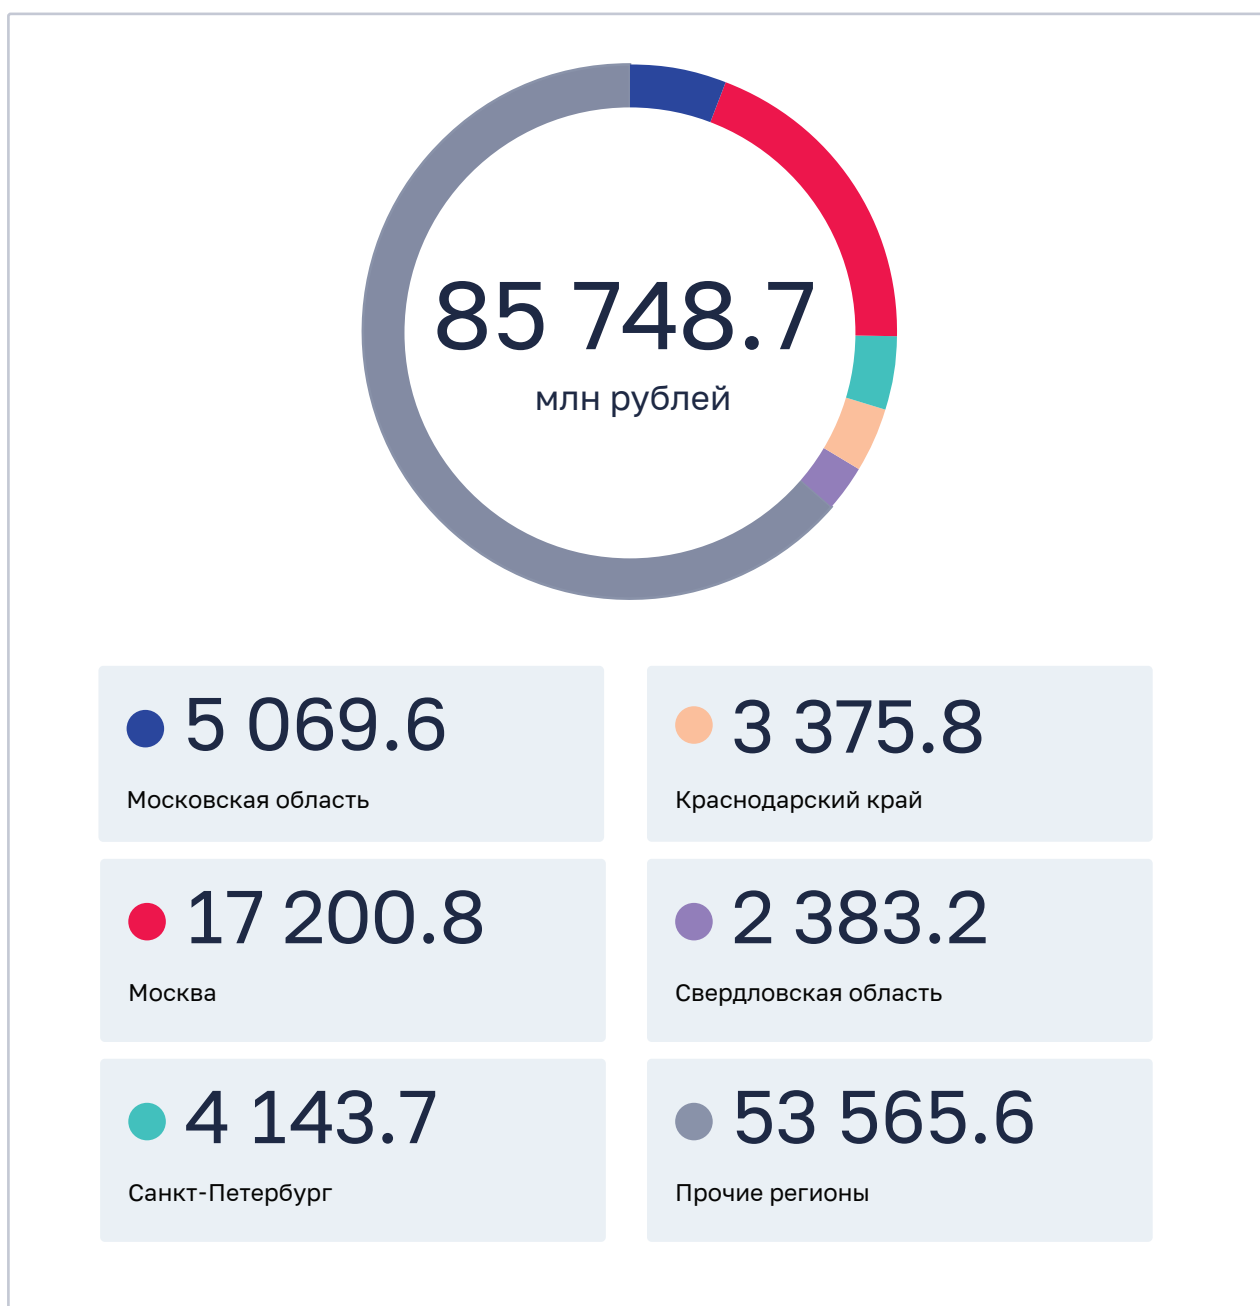 85 748.7
млн рублей
5 069.6
Московская область
3 375.8
Краснодарский край
17 200.8
Москва
2 383.2
Свердловская область
4 143.7
Санкт-Петербург
53 565.6
Прочие регионы